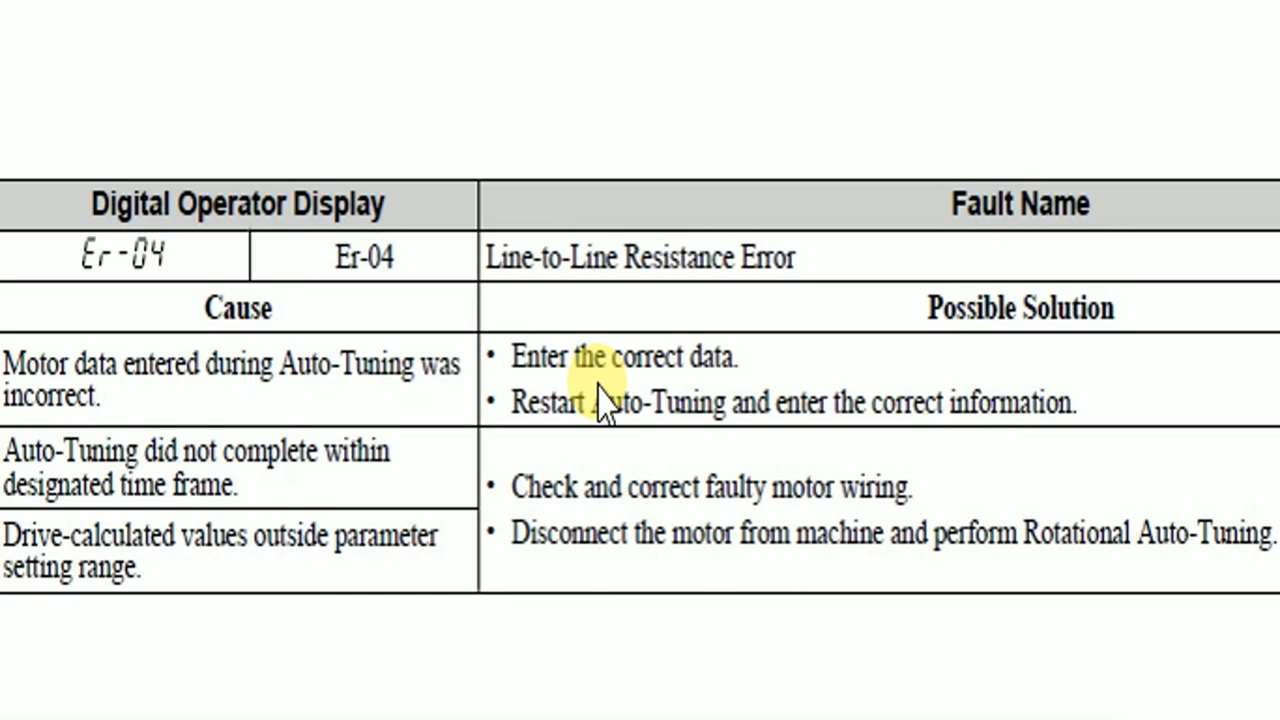 Digital Operator Display
Fault Name
Er-04
Er-04
Line-to-Line Resistance Error
Cause
Possible Solution
Motor data entered during Auto-Tuning was
incorrect.
• Enter the correct data.
• Restart Auto-Tuning and enter the correct information.
Auto-Tuning did not complete within
designated time frame.
Drive-calculated values outside parameter
setting range.
• Check and correct faulty motor wiring.
• Disconnect the motor from machine and perform Rotational Auto-Tuning.